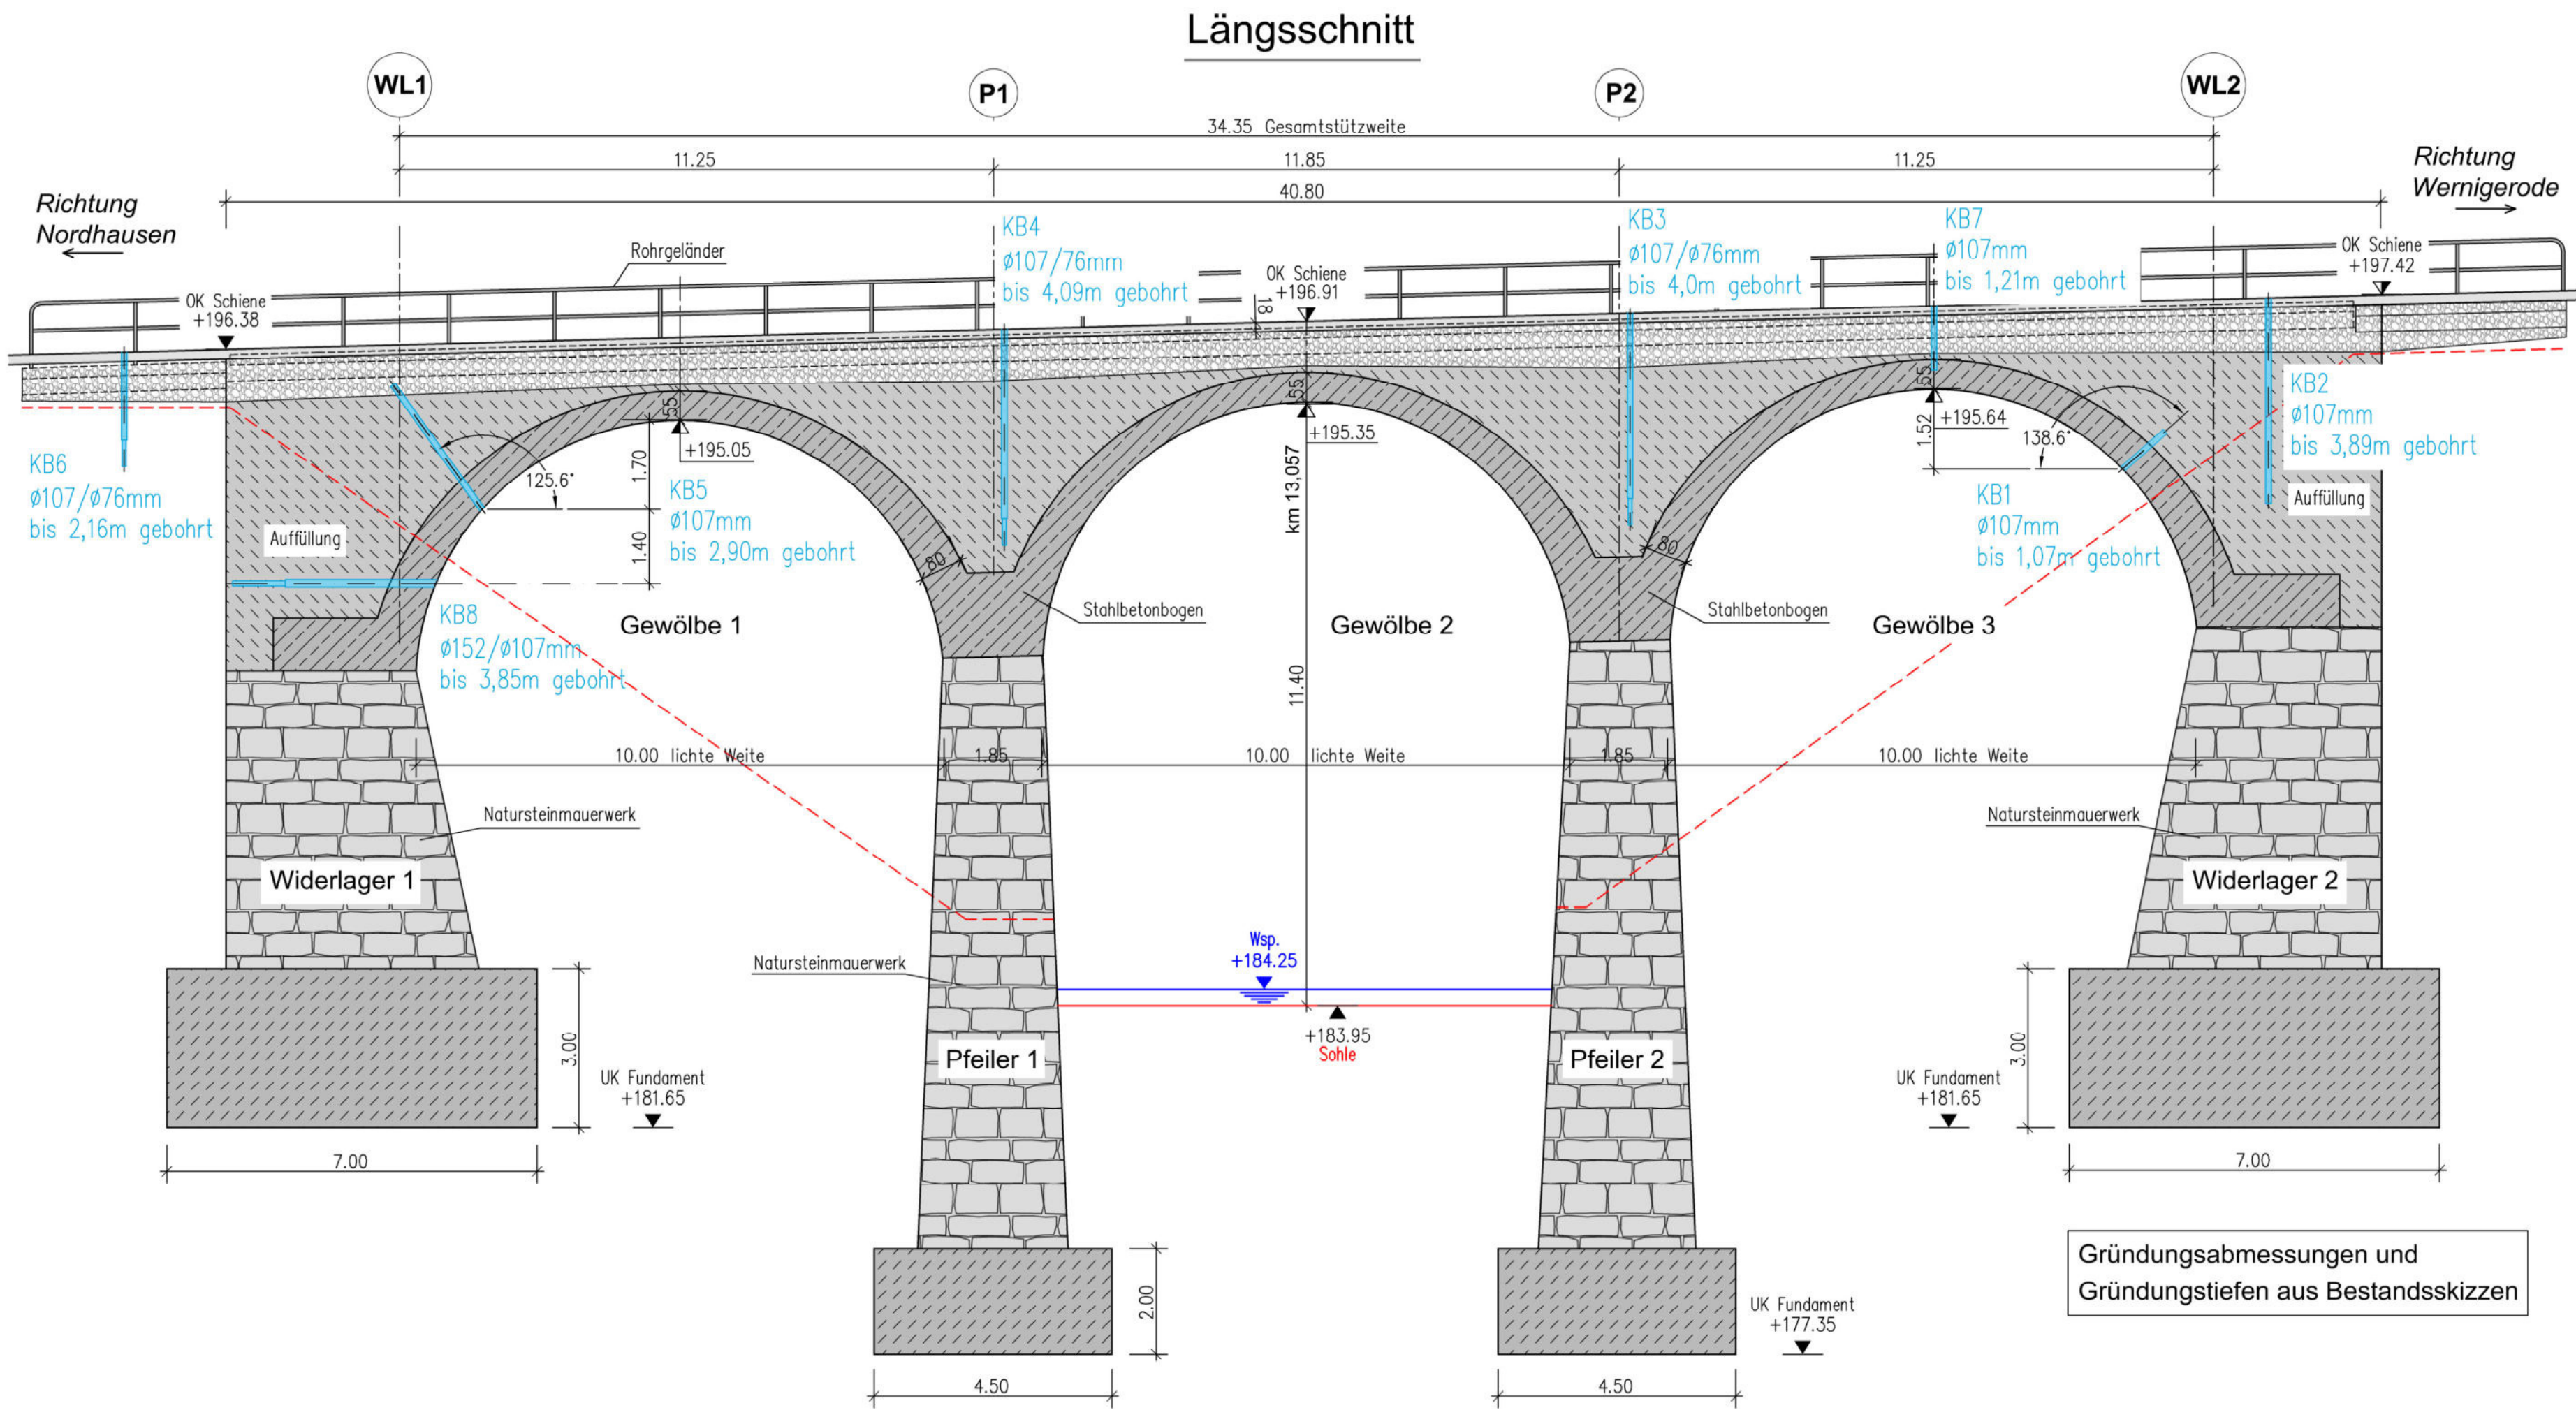 Längsschnitt
WL1
P1
P2
WL2
34.35 Gesamtstützweite
11.25
11.85
11.25
40.80
Richtung
Nordhausen
Richtung
Wernigerode
Rohrgeländer
OK Schiene
+196.38
KB4
ø107/76mm
bis 4,09m gebohrt
18
OK Schiene
+196.91
KB3
ø107/ø76mm
bis 4,0m gebohrt
KB7
ø107mm
bis 1,21m gebohrt
OK Schiene
+197.42
KB6
ø107/ø76mm
bis 2,16m gebohrt
KB2
ø107mm
bis 3,89m gebohrt
55
+195.05
55
+195.35
55
+195.64
1.52
138.6°
125.6°
1.70
1.40
KB5
ø107mm
bis 2,90m gebohrt
km 13,057
KB1
ø107mm
bis 1,07m gebohrt
Auffüllung
Auffüllung
80
80
KB8
ø152/ø107mm
bis 3,85m gebohrt
Gewölbe 1
Stahlbetonbogen
Gewölbe 2
Stahlbetonbogen
Gewölbe 3
11.40
10.00 lichte Weite
1.85
10.00 lichte Weite
1.85
10.00 lichte Weite
Natursteinmauerwerk
Natursteinmauerwerk
Widerlager 1
Widerlager 2
Natursteinmauerwerk
Wsp.
+184.25
+183.95
Sohle
3.00
UK Fundament
+181.65
Pfeiler 1
Pfeiler 2
UK Fundament
+181.65
3.00
7.00
7.00
2.00
UK Fundament
+177.35
4.50
4.50
Gründungsabmessungen und
Gründungstiefen aus Bestandsskizzen